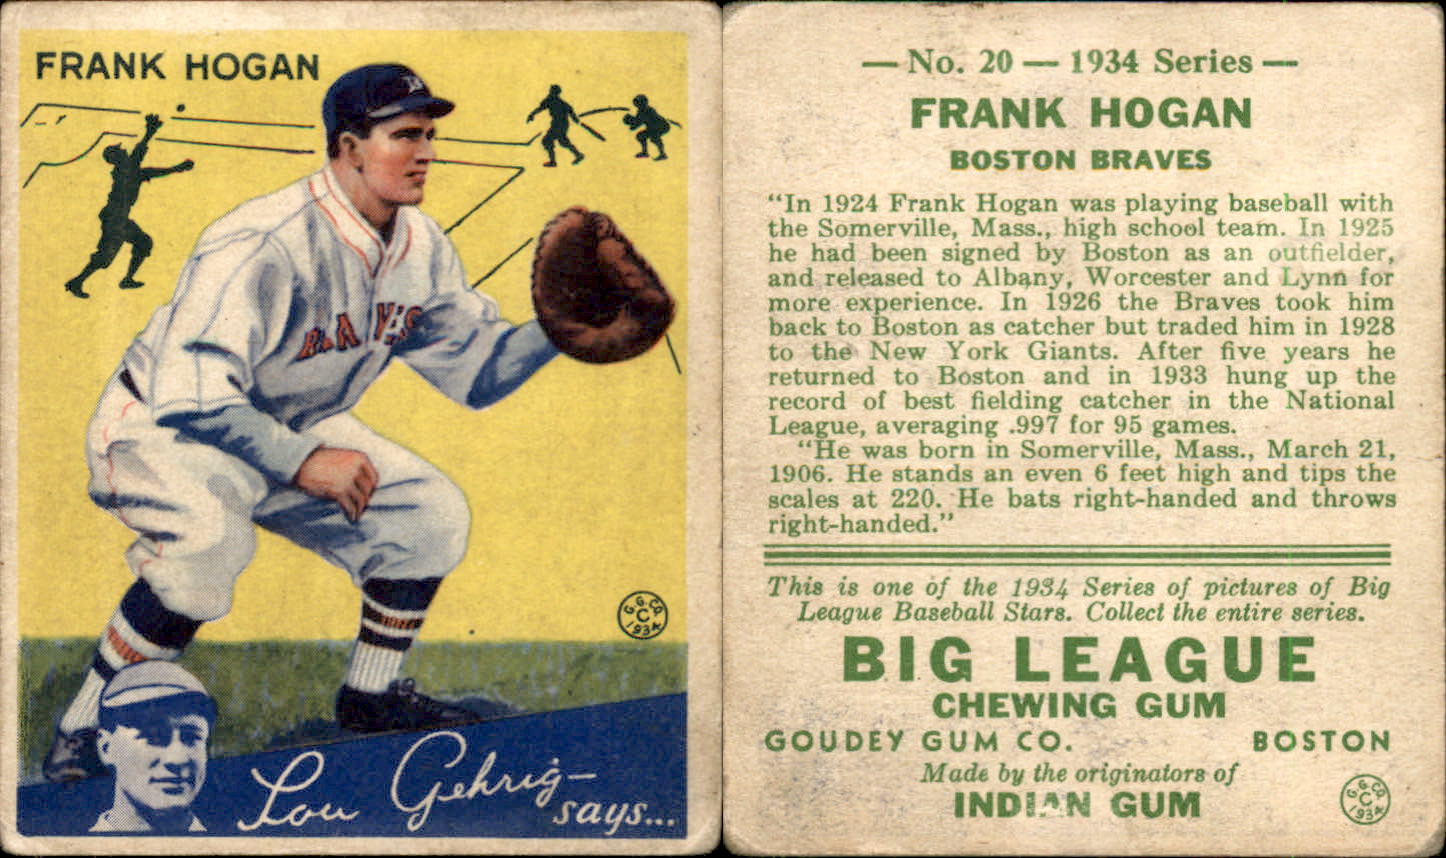 FRANK HOGAN
B
BRAVES
G.G.CO.
C
1934
Lou Gehrig—
says...
— No. 20 — 1934 Series —
FRANK HOGAN
BOSTON BRAVES
“In 1924 Frank Hogan was playing baseball with
the Somerville, Mass., high school team. In 1925
he had been signed by Boston as an outfielder,
and released to Albany, Worcester and Lynn for
more experience. In 1926 the Braves took him
back to Boston as catcher but traded him in 1928
to the New York Giants. After five years he
returned to Boston and in 1933 hung up the
record of best fielding catcher in the National
League, averaging .997 for 95 games.
“He was born in Somerville, Mass., March 21,
1906. He stands an even 6 feet high and tips the
scales at 220. He bats right-handed and throws
right-handed.”
This is one of the 1934 Series of pictures of Big
League Baseball Stars. Collect the entire series.
BIG LEAGUE
CHEWING GUM
GOUDEY GUM CO. BOSTON
Made by the originators of
INDIAN GUM
G.G.CO.
C
1934